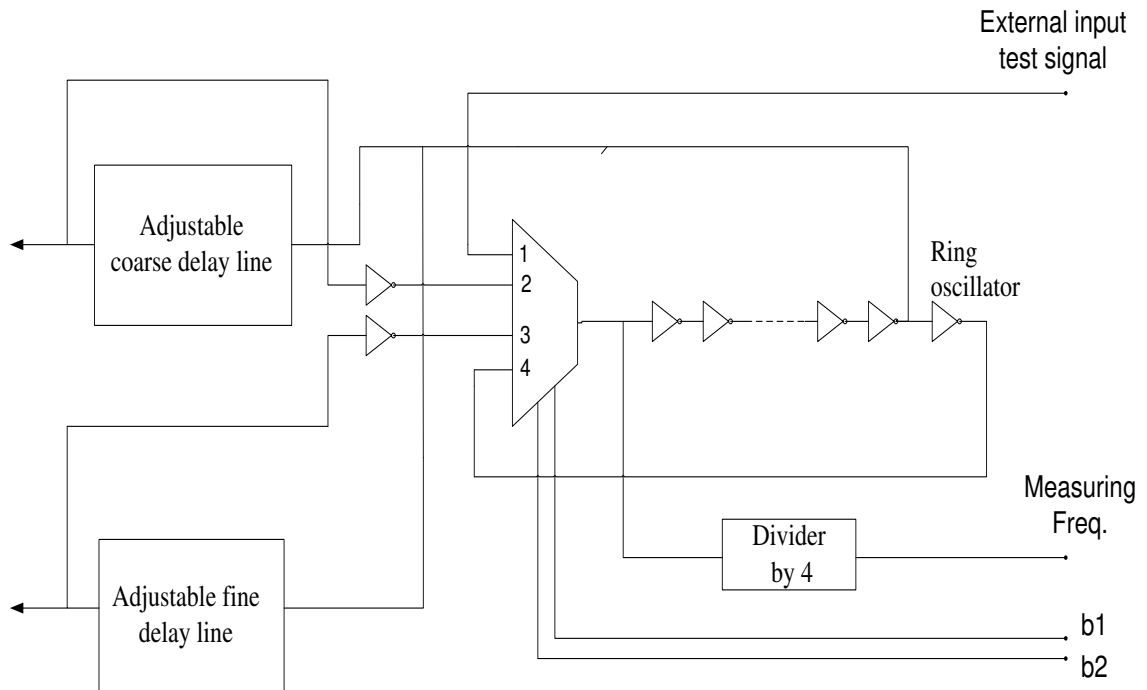 External input
test signal
Adjustable
coarse delay line
1
2
3
4
Ring
oscillator
Measuring
Freq.
Divider
by 4
Adjustable fine
delay line
b1
b2